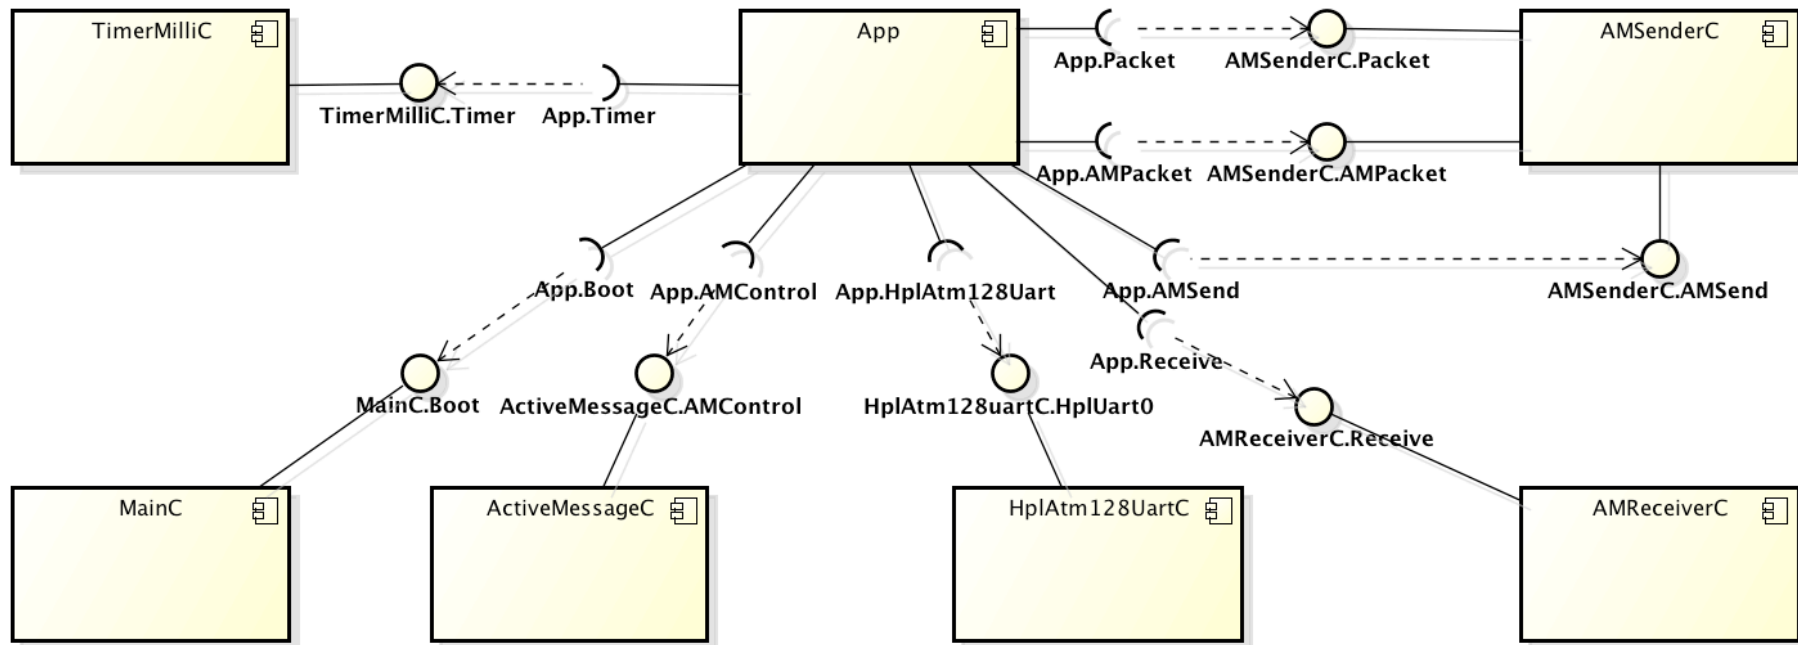 TimerMilliC
App
AMSenderC
App.Packet
AMSenderC.Packet
TimerMilliC.Timer
App.Timer
App.AMPacket
AMSenderC.AMPacket
App.Boot
App.AMControl
App.HplAtm128Uart
App.AMSend
AMSenderC.AMSend
App.Receive
MainC.Boot
ActiveMessageC.AMControl
HplAtm128uartC.HplUart0
AMReceiverC.Receive
MainC
ActiveMessageC
HplAtm128UartC
AMReceiverC